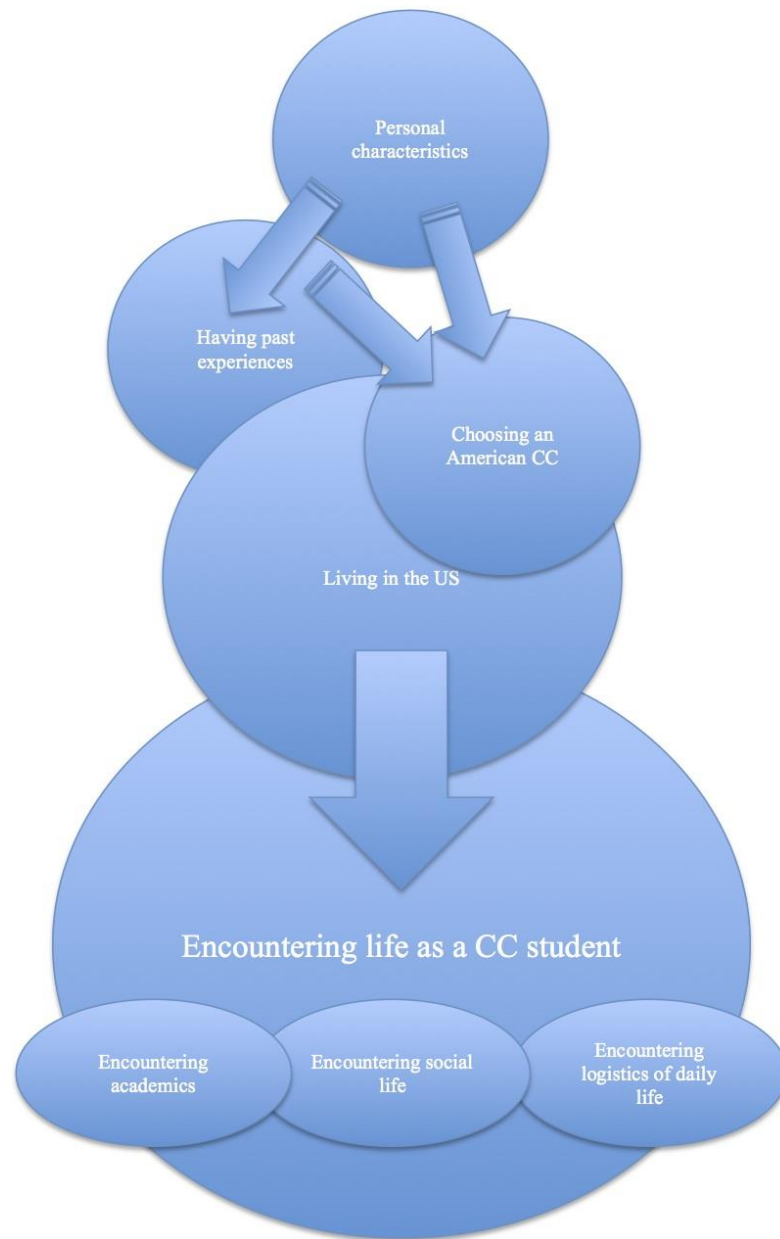 Personal
characteristics
Having past
experiences
Choosing an
American CC
Living in the US
Encountering life as a CC student
Encountering
academics
Encountering social
life
Encountering
logistics of daily
life